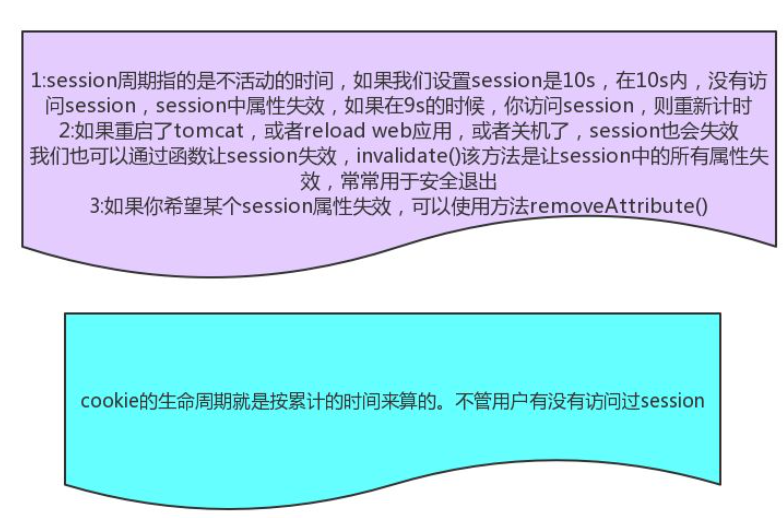 1:session周期指的是不活动的时间，如果我们设置session是10s，在10s内，没有访
问session，session中属性失效，如果在9s的时候，你访问session，则重新计时
2:如果重启了tomcat，或者reload web应用，或者关机了，session也会失效
我们也可以通过函数让session失效，invalidate()该方法是让session中的所有属性失
效，常常用于安全退出
3:如果你希望某个session属性失效，可以使用方法removeAttribute()
cookie的生命周期就是按累计的时间来算的。不管用户有没有访问过session